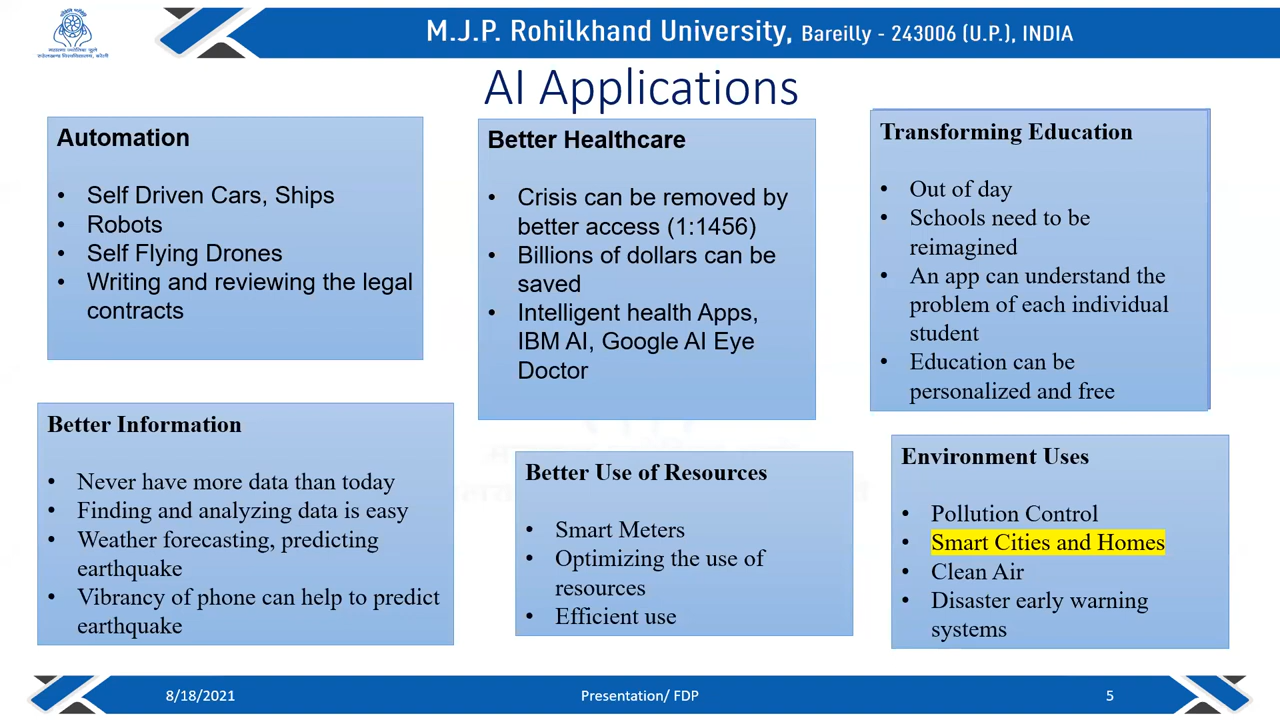 M.J.P. Rohilkhand University, Bareilly - 243006 (U.P.), INDIA
AI Applications
Automation
• Self Driven Cars, Ships
• Robots
• Self Flying Drones
• Writing and reviewing the legal
contracts
Better Healthcare
• Crisis can be removed by
better access (1:1456)
• Billions of dollars can be
saved
• Intelligent health Apps,
IBM AI, Google AI Eye
Doctor
Transforming Education
• Out of day
• Schools need to be
reimagined
• An app can understand the
problem of each individual
student
• Education can be
personalized and free
Better Information
• Never have more data than today
• Finding and analyzing data is easy
• Weather forecasting, predicting
earthquake
• Vibrancy of phone can help to predict
earthquake
Better Use of Resources
• Smart Meters
• Optimizing the use of
resources
• Efficient use
Environment Uses
• Pollution Control
• Smart Cities and Homes
• Clean Air
• Disaster early warning
systems
8/18/2021
Presentation/ FDP
5